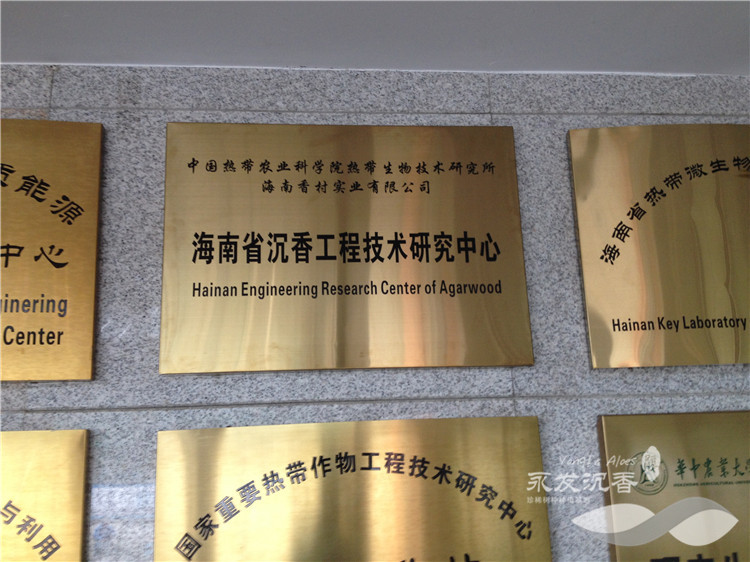 质能源
中心
ginering
Center
中国热带农业科学院热带生物技术研究所
海南香村实业有限公司
海南省沉香工程技术研究中心
Hainan Engineering Research Center of Agarwood
海南省热带微生物
Hainan Key Laboratory
与利用
国家重要热带作物工程技术研究中心
华中农业大
Yongfa Aloes
永发沉香